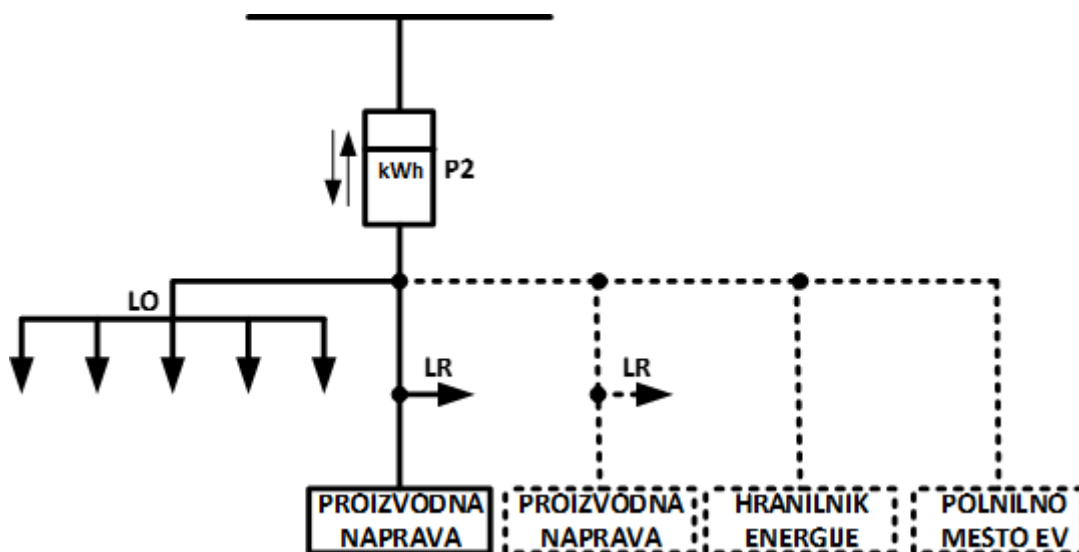 kWh
P2
LO
LR
LR
PROIZVODNA
NAPRAVA
PROIZVODNA
NAPRAVA
HRANILNIK
ENERGIJE
POLNILNO
MESTO EV